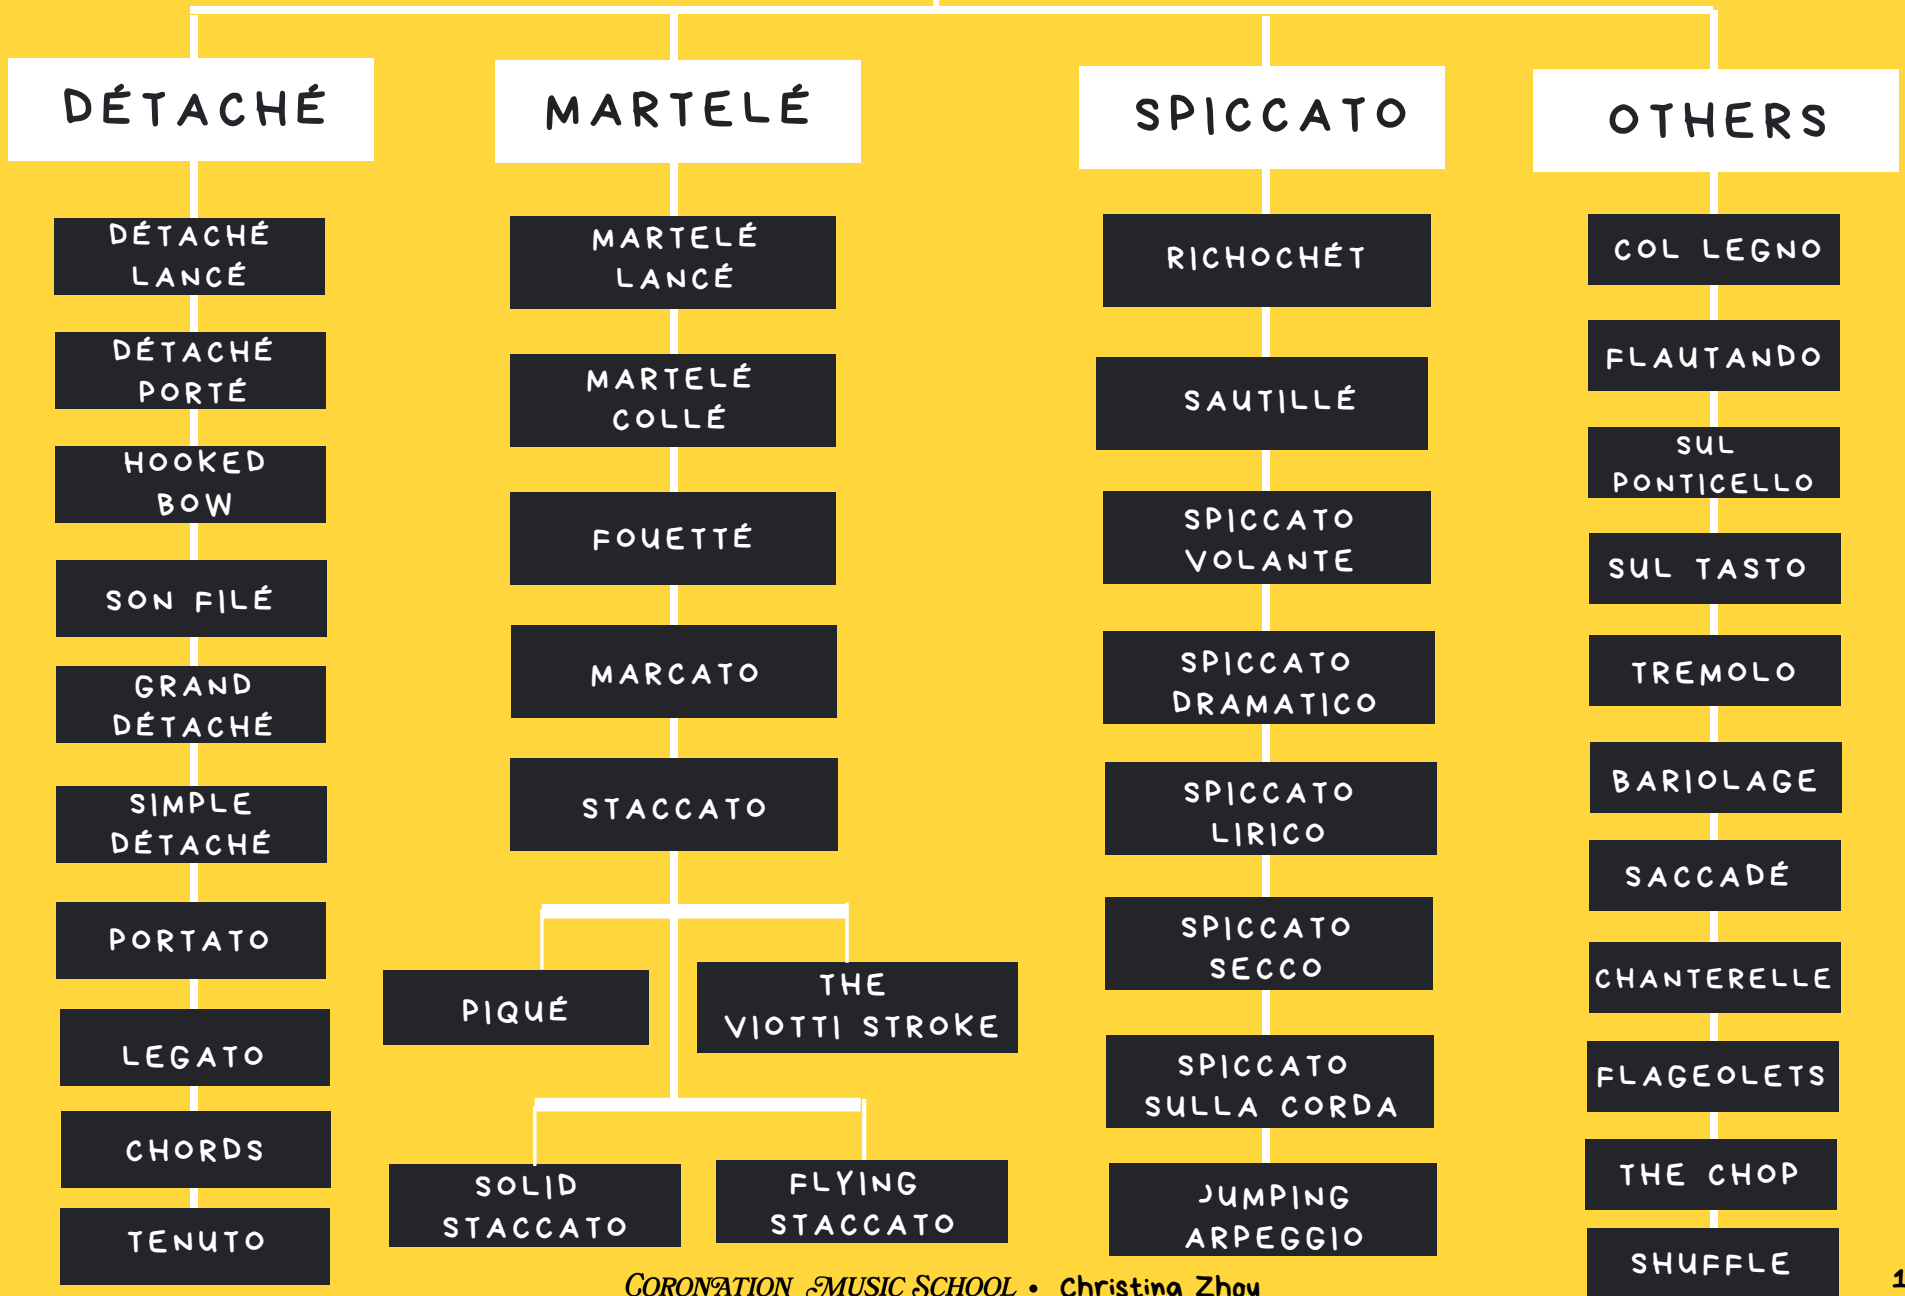 DÉTACHÉ
DÉTACHÉ
LANCÉ
DÉTACHÉ
PORTÉ
HOOKED
BOW
SON FILÉ
GRAND
DÉTACHÉ
SIMPLE
DÉTACHÉ
PORTATO
LEGATO
CHORDS
TENUTO
MARTELÉ
MARTELÉ
LANCÉ
MARTELÉ
COLLÉ
FOUETTÉ
MARCATO
STACCATO
PIQUÉ
THE
VIOTTI STROKE
SOLID
STACCATO
FLYING
STACCATO
SPICCATO
RICHOCHÉT
SAUTILLÉ
SPICCATO
VOLANTE
SPICCATO
DRAMATICO
SPICCATO
LIRICO
SPICCATO
SECCO
SPICCATO
SULLA CORDA
JUMPING
ARPEGGIO
OTHERS
COL LEGNO
FLAUTANDO
SUL
PONTICELLO
SUL TASTO
TREMOLO
BARIOLAGE
SACCADÉ
CHANTERELLE
FLAGEOLETS
THE CHOP
SHUFFLE
CORONATION MUSIC SCHOOL • Christina Zhou
1